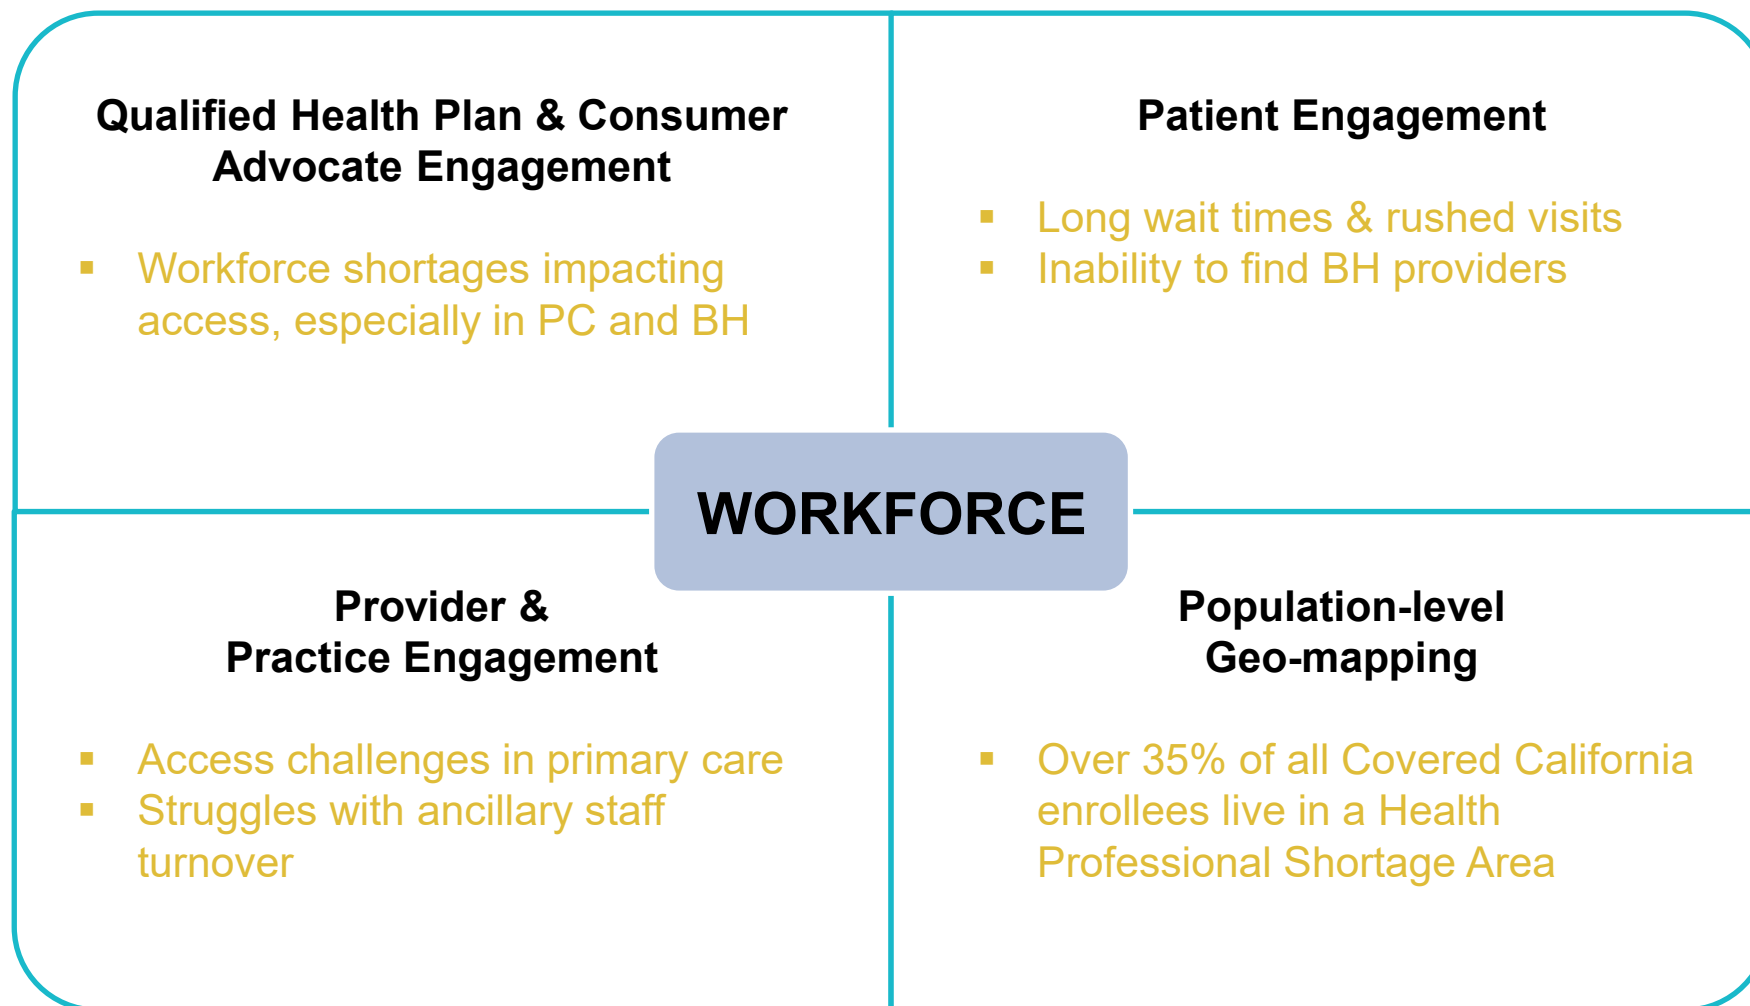 Qualified Health Plan & Consumer
Advocate Engagement
▪ Workforce shortages impacting
access, especially in PC and BH
Patient Engagement
▪ Long wait times & rushed visits
▪ Inability to find BH providers
WORKFORCE
Provider &
Practice Engagement
▪ Access challenges in primary care
▪ Struggles with ancillary staff
turnover
Population-level
Geo-mapping
▪ Over 35% of all Covered California
enrollees live in a Health
Professional Shortage Area